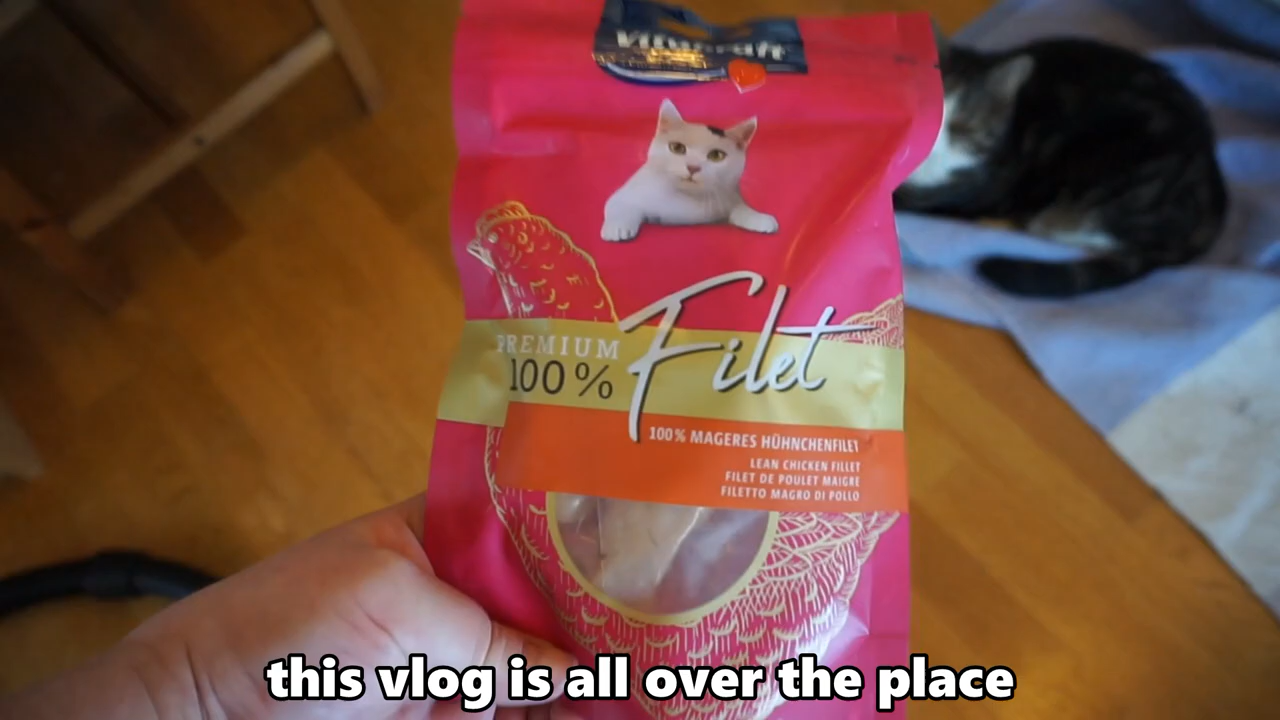 Vitakraft
PREMIUM
100%
Filet
100% MAGERES HÜHNCHENFILET
LEAN CHICKEN FILLET
FILET DE POULET MAIGRE
FILETTO MAGRO DI POLLO
this vlog is all over the place